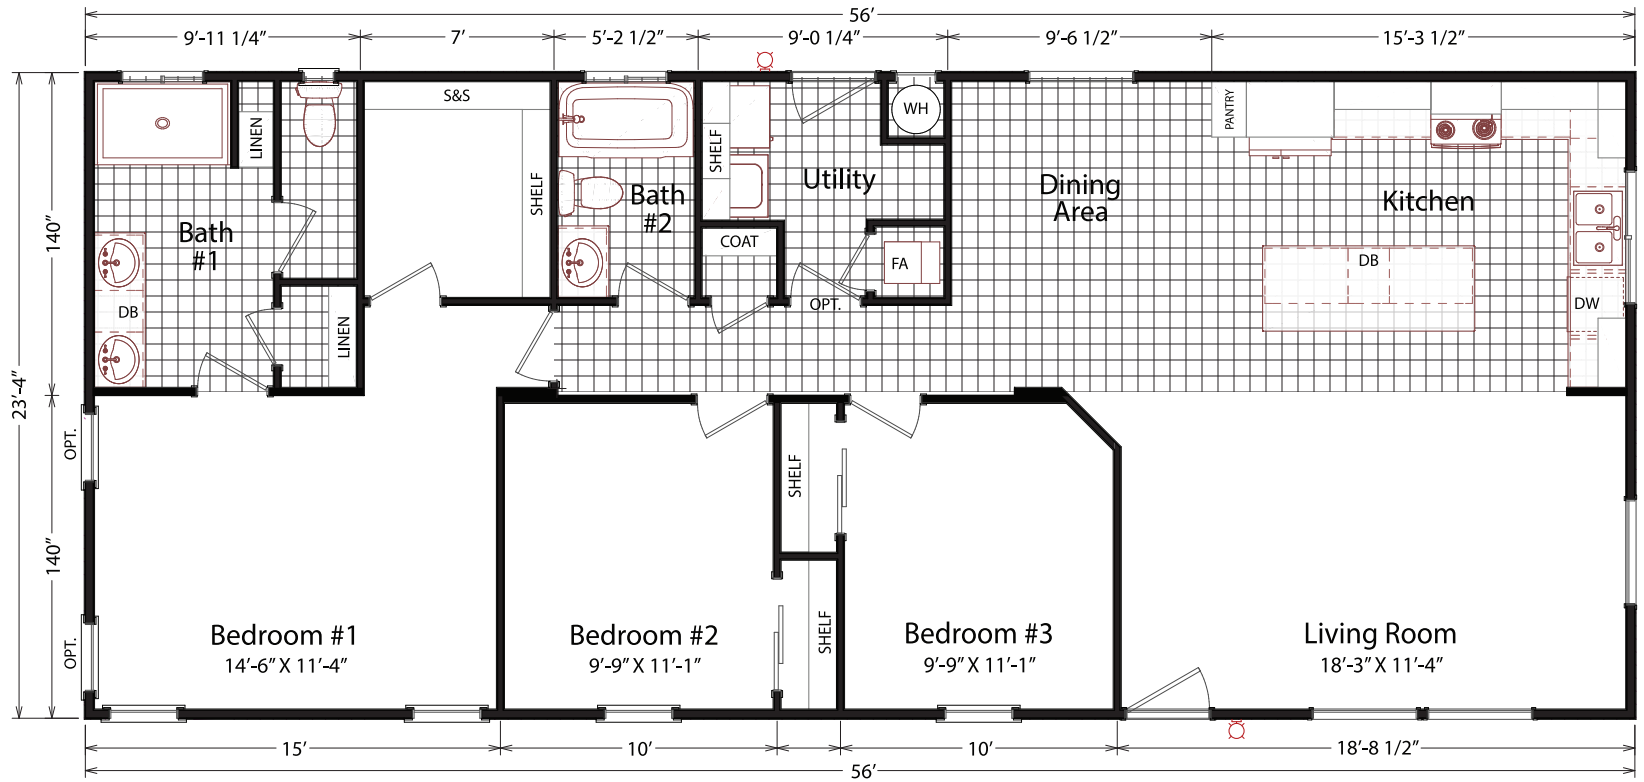 56′
9′-11 1/4″
7′
5′-2 1/2″
9′-0 1/4″
9′-6 1/2″
15′-3 1/2″
S&S
LINEN
SHELF
SHELF
WH
PANTRY
Bath
#1
Bath
#2
Utility
Dining
Area
Kitchen
140″
COAT
FA
DB
DB
DW
OPT.
LINEN
23′-4″
OPT.
140″
SHELF
SHELF
OPT.
Bedroom #1
14′-6″ X 11′-4″
Bedroom #2
9′-9″ X 11′-1″
Bedroom #3
9′-9″ X 11′-1″
Living Room
18′-3″ X 11′-4″
15′
10′
10′
18′-8 1/2″
56′